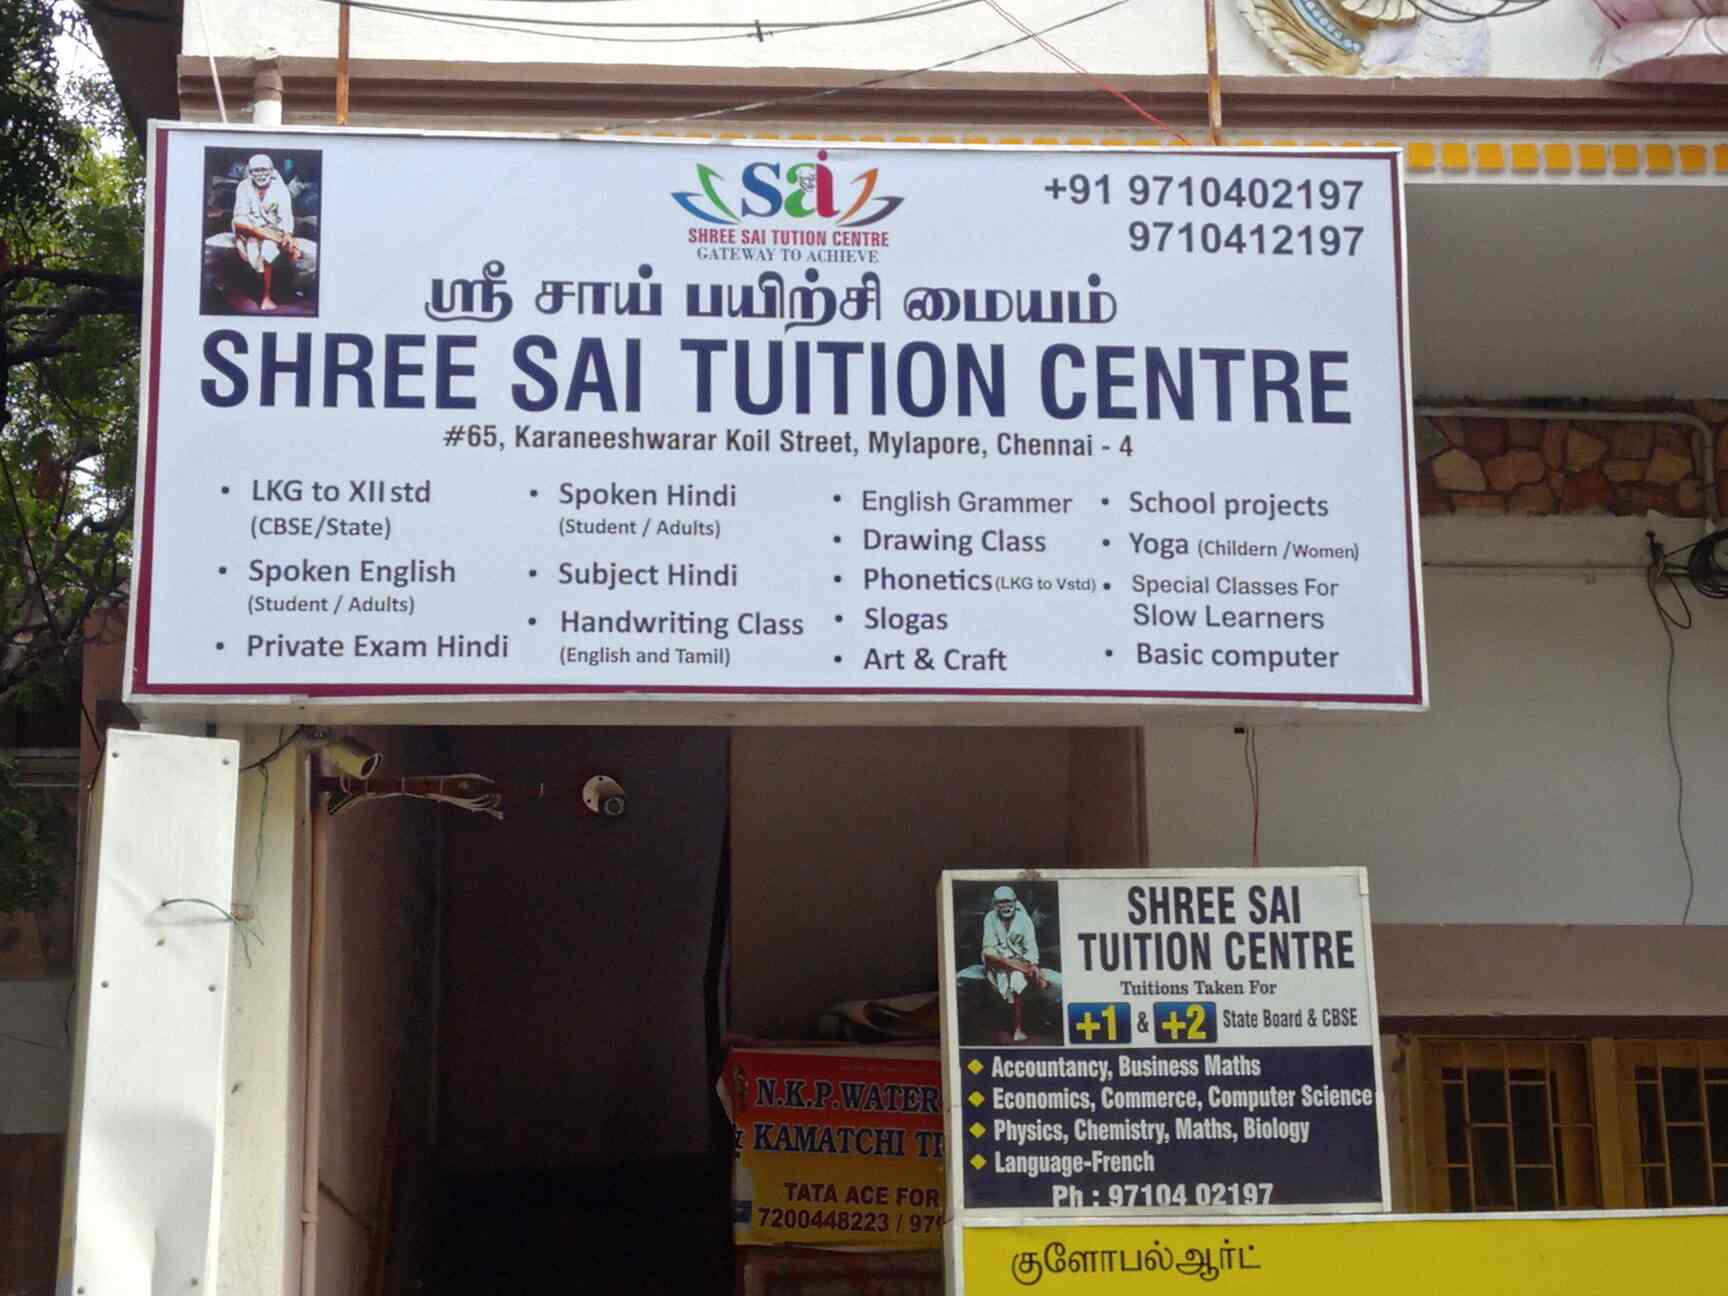 sai
SHREE SAI TUTION CENTRE
GATEWAY TO ACHIEVE
+91 9710402197
9710412197
ஸ்ரீ சாய் பயிற்சி மையம்
SHREE SAI TUITION CENTRE
#65, Karaneeshwarar Koil Street, Mylapore, Chennai - 4
• LKG to XII std
(CBSE/State)
• Spoken English
(Student / Adults)
• Private Exam Hindi
• Spoken Hindi
(Student / Adults)
• Subject Hindi
• Handwriting Class
(English and Tamil)
• English Grammer
• Drawing Class
• Phonetics (LKG to Vstd)
• Slogas
• Art & Craft
• School projects
• Yoga (Childern /Women)
• Special Classes For
Slow Learners
• Basic computer
SHREE SAI
TUITION CENTRE
Tuitions Taken For
+1 & +2 State Board & CBSE
Accountancy, Business Maths
Economics, Commerce, Computer Science
Physics, Chemistry, Maths, Biology
Language-French
Ph : 97104 02197
N.K.P.WATER
& KAMATCHI
TATA ACE FOR
7200448223 /
குளோபல்ஆர்ட்